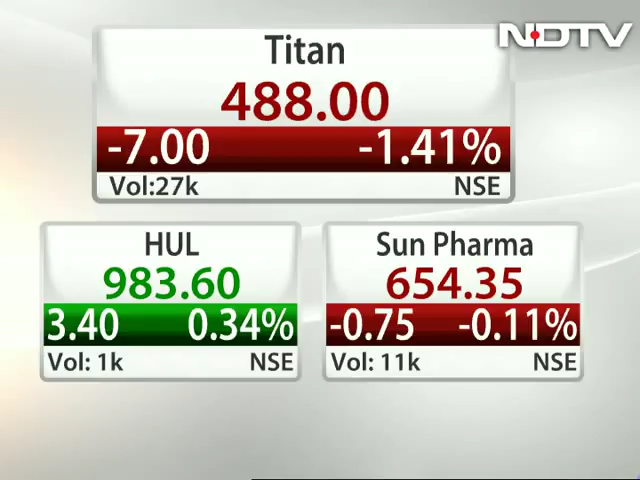 NDTV
Titan
488.00
-7.00 -1.41%
Vol:27k NSE
HUL
983.60
3.40 0.34%
Vol: 1k NSE
Sun Pharma
654.35
-0.75 -0.11%
Vol: 11k NSE